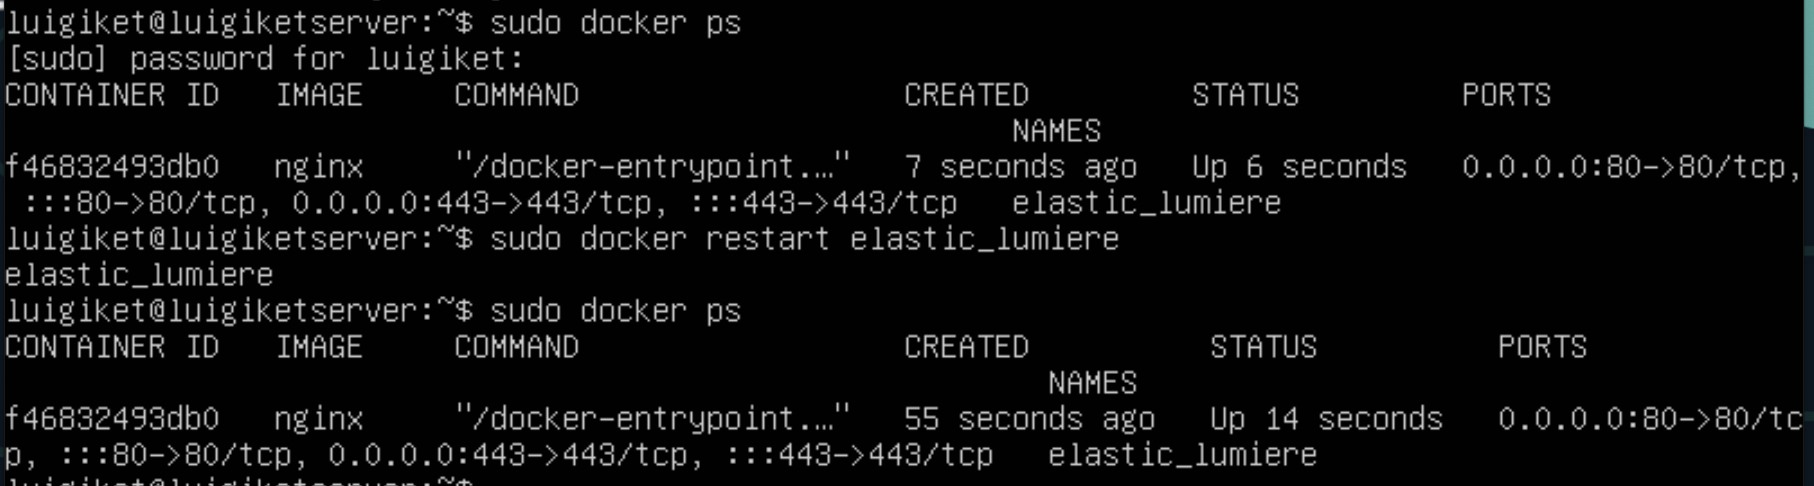 luigiket@luigiketserver:~$ sudo docker ps
[sudo] password for luigiket:
CONTAINER ID   IMAGE     COMMAND                  CREATED         STATUS         PORTS
NAMES
f46832493db0   nginx     "/docker-entrypoint.…"   7 seconds ago   Up 6 seconds   0.0.0.0:80->80/tcp,
 :::80->80/tcp, 0.0.0.0:443->443/tcp, :::443->443/tcp   elastic_lumiere
luigiket@luigiketserver:~$ sudo docker restart elastic_lumiere
elastic_lumiere
luigiket@luigiketserver:~$ sudo docker ps
CONTAINER ID   IMAGE     COMMAND                  CREATED          STATUS          PORTS
NAMES
f46832493db0   nginx     "/docker-entrypoint.…"   55 seconds ago   Up 14 seconds   0.0.0.0:80->80/tc
p, :::80->80/tcp, 0.0.0.0:443->443/tcp, :::443->443/tcp   elastic_lumiere
luigiket@luigiketserver:~$